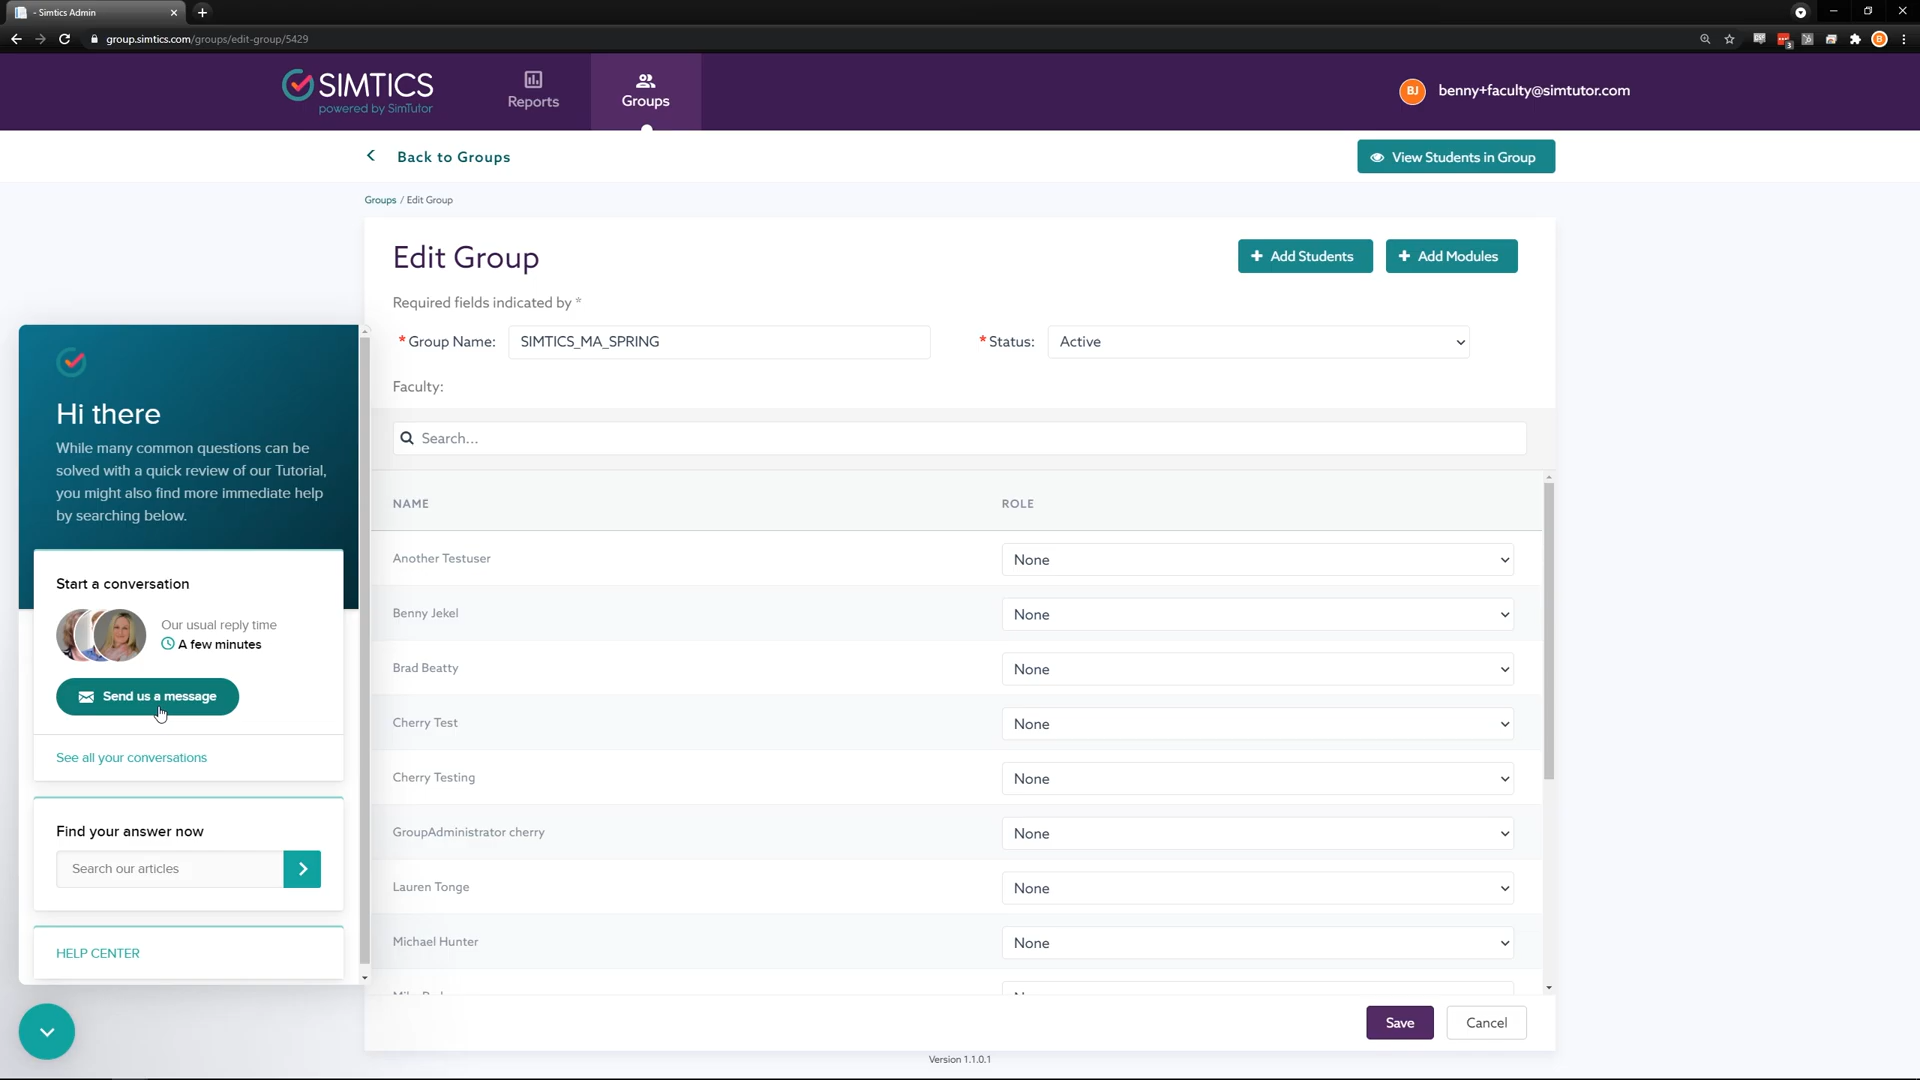 - Simtics Admin
group.simtics.com/groups/edit-group/5429
3
B
SIMTICS
powered by SimTutor
Reports
Groups
BJ
benny+faculty@simtutor.com
Back to Groups
View Students in Group
Groups / Edit Group
Edit Group
+ Add Students
+ Add Modules
Required fields indicated by *
* Group Name:
SIMTICS_MA_SPRING
* Status:
Active
Faculty:
Search...
NAME
ROLE
Another Testuser
None
Benny Jekel
None
Brad Beatty
None
Cherry Test
None
Cherry Testing
None
GroupAdministrator cherry
None
Lauren Tonge
None
Michael Hunter
None
Save
Cancel
Version 1.1.0.1
Hi there
While many common questions can be
solved with a quick review of our Tutorial,
you might also find more immediate help
by searching below.
Start a conversation
Our usual reply time
A few minutes
Send us a message
See all your conversations
Find your answer now
Search our articles
HELP CENTER